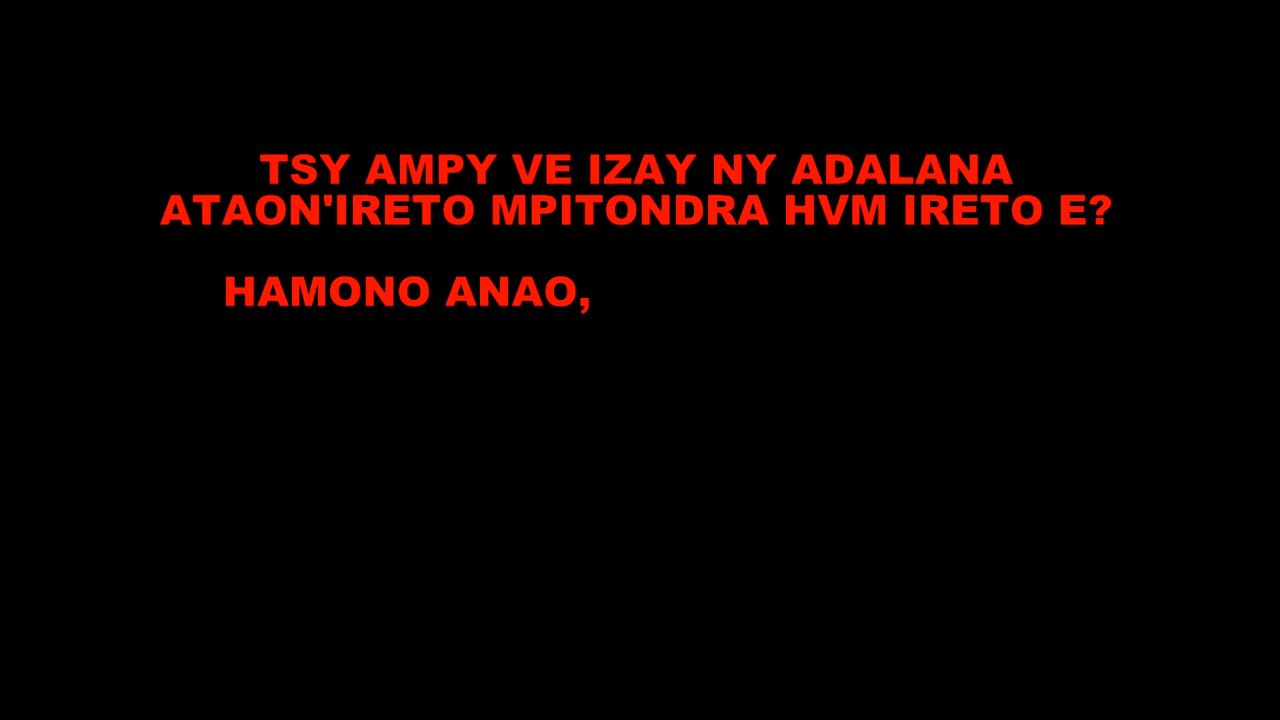 TSY AMPY VE IZAY NY ADALANA
ATAON'IRETO MPITONDRA HVM IRETO E?
HAMONO ANAO,